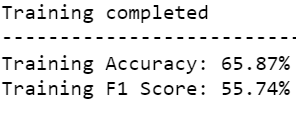 Training completed
--------------------------
Training Accuracy: 65.87%
Training F1 Score: 55.74%